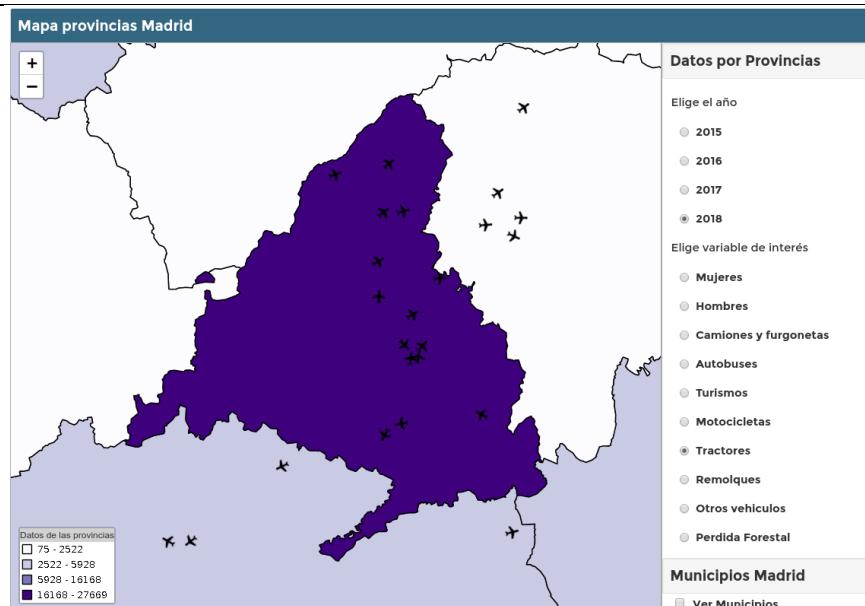 Mapa provincias Madrid
+
−
Datos de las provincias
75 - 2522
2522 - 5928
5928 - 16168
16168 - 27669
Datos por Provincias
Elige el año
2015
2016
2017
2018
Elige variable de interés
Mujeres
Hombres
Camiones y furgonetas
Autobuses
Turismos
Motocicletas
Tractores
Remolques
Otros vehiculos
Perdida Forestal
Municipios Madrid
Ver Municipios